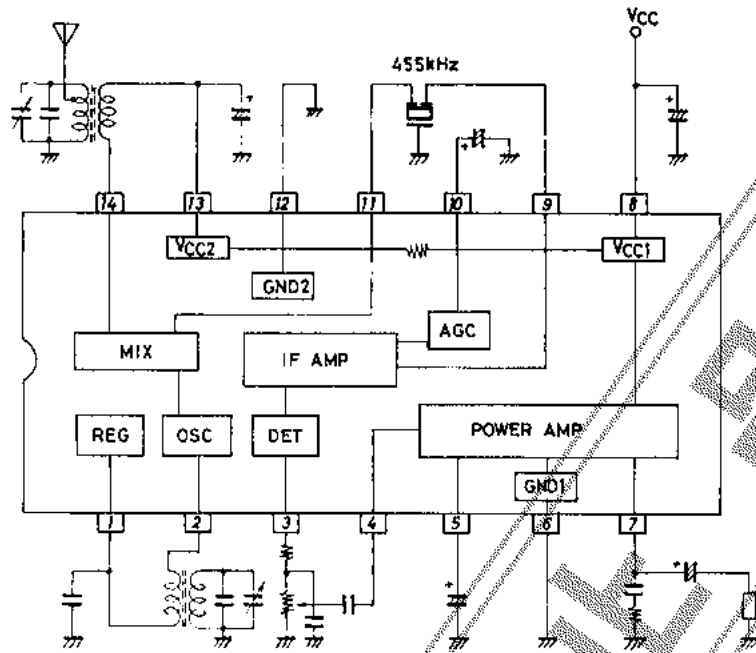 VCC
455kHz
14 13 12 11 10 9 8
VCC2 VCC1
GND2
AGC
MIX IF AMP
REG OSC DET POWER AMP
GND1
1 2 3 4 5 6 7